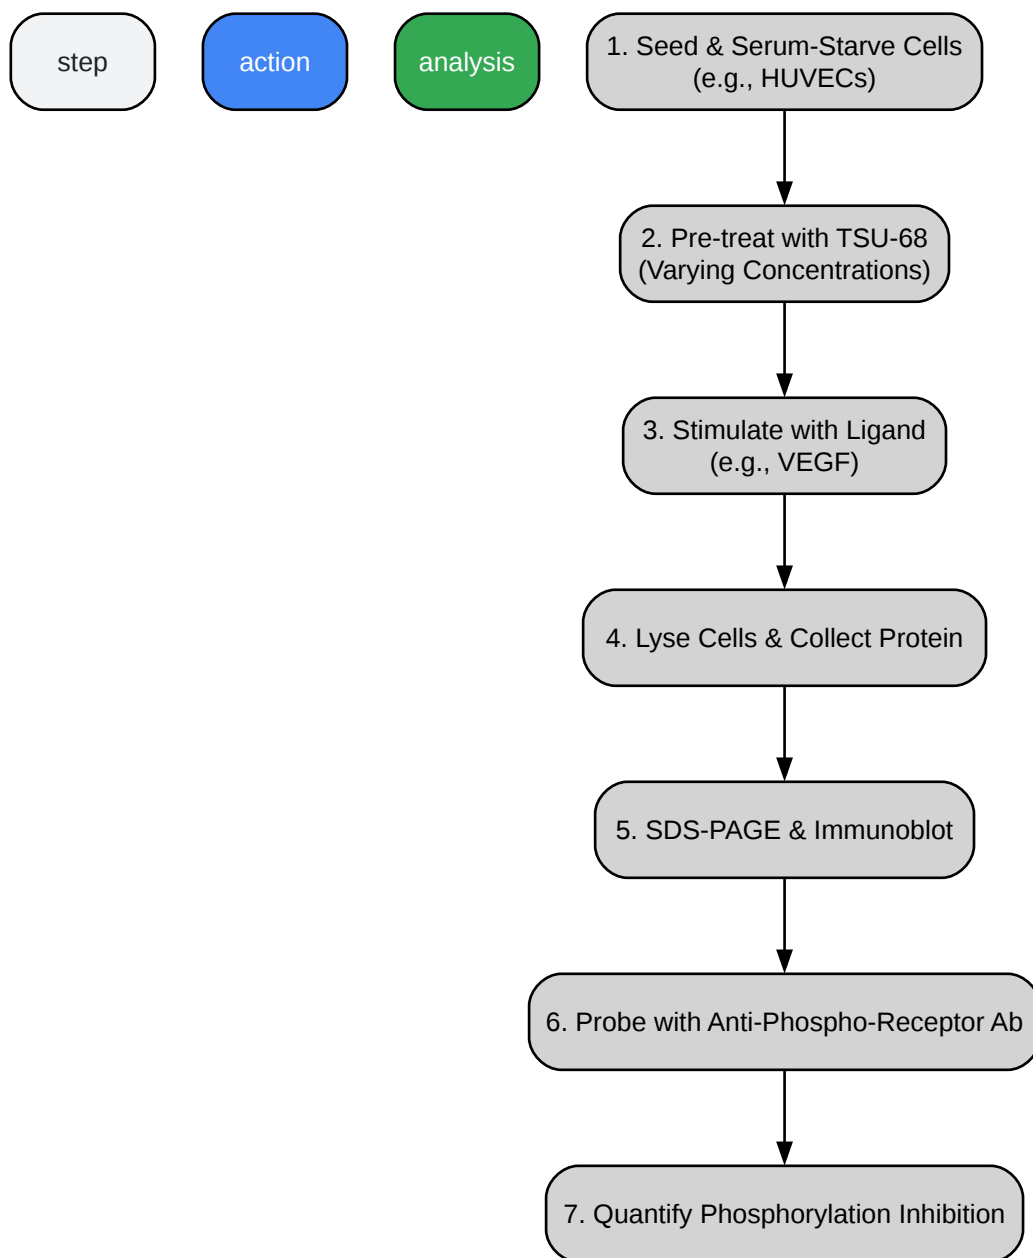 step
action
analysis
1. Seed & Serum-Starve Cells
(e.g., HUVECs)
2. Pre-treat with TSU-68
(Varying Concentrations)
3. Stimulate with Ligand
(e.g., VEGF)
4. Lyse Cells & Collect Protein
5. SDS-PAGE & Immunoblot
6. Probe with Anti-Phospho-Receptor Ab
7. Quantify Phosphorylation Inhibition